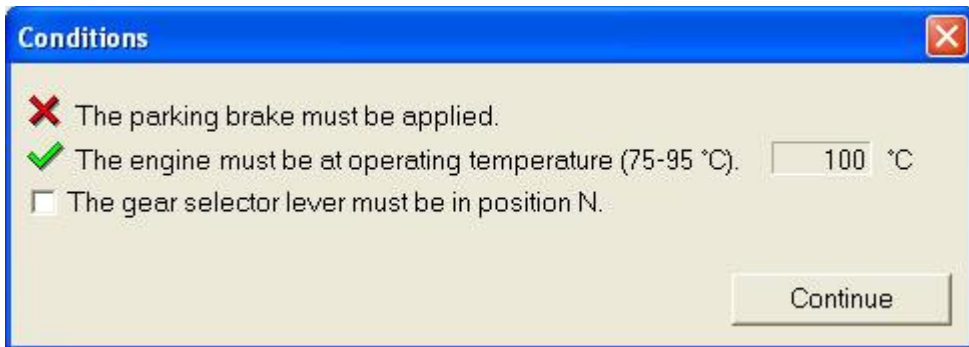 Conditions
The parking brake must be applied.
The engine must be at operating temperature (75-95 °C). 100 °C
The gear selector lever must be in position N.
Continue